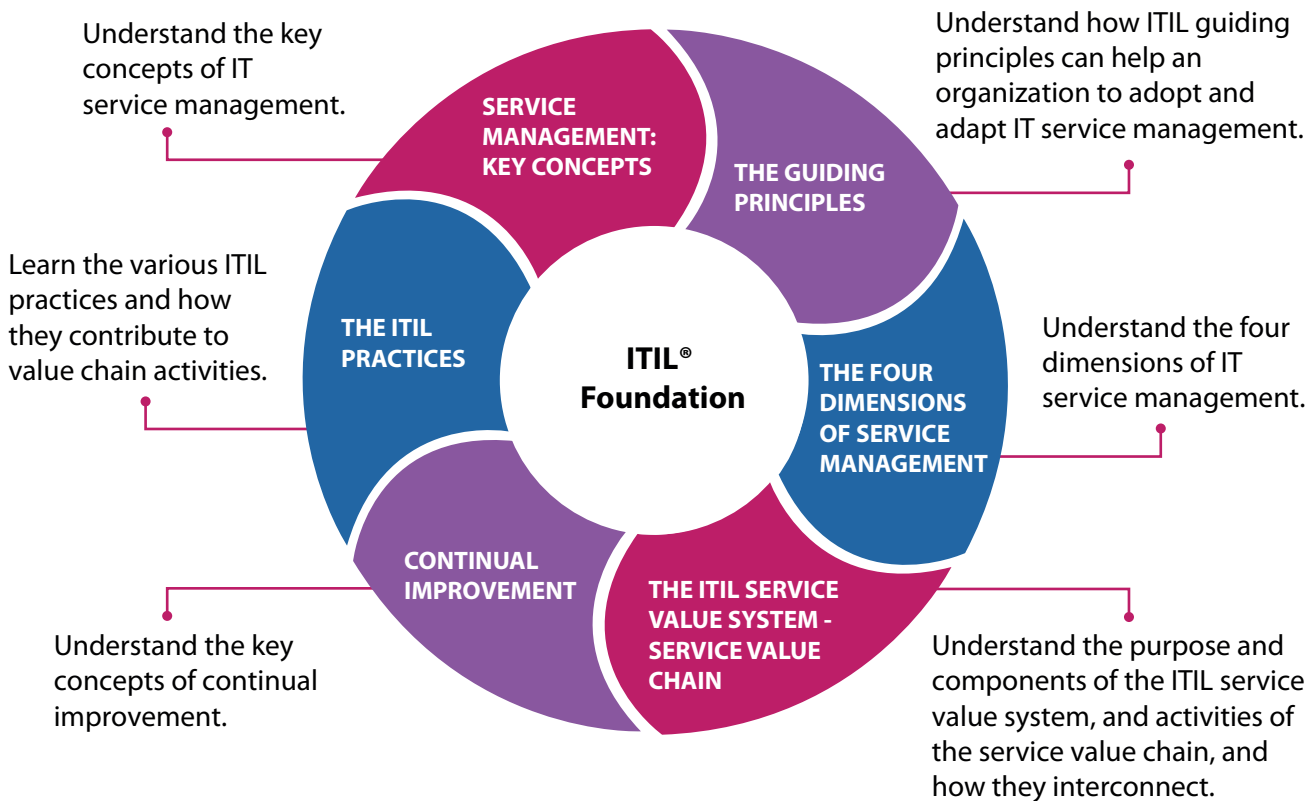 Understand the key
concepts of IT
service management.
SERVICE
MANAGEMENT:
KEY CONCEPTS
Understand how ITIL guiding
principles can help an
organization to adopt and
adapt IT service management.
THE GUIDING
PRINCIPLES
Learn the various ITIL
practices and how
they contribute to
value chain activities.
THE ITIL
PRACTICES
ITIL®
Foundation
THE FOUR
DIMENSIONS
OF SERVICE
MANAGEMENT
Understand the four
dimensions of IT
service management.
CONTINUAL
IMPROVEMENT
Understand the key
concepts of continual
improvement.
THE ITIL SERVICE
VALUE SYSTEM -
SERVICE VALUE
CHAIN
Understand the purpose and
components of the ITIL service
value system, and activities of
the service value chain, and
how they interconnect.